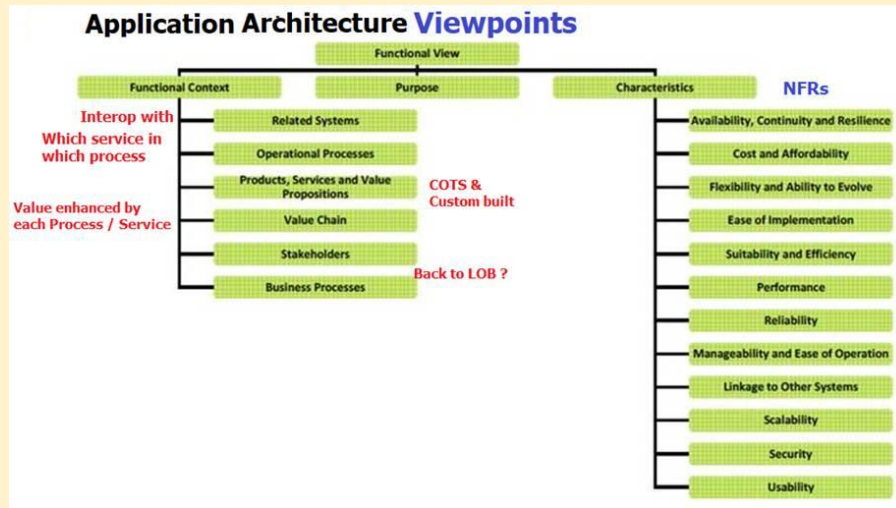 Application Architecture Viewpoints
Functional View
Functional Context
Purpose
Characteristics
NFRs
Interop with
Related Systems
Which service in
which process
Operational Processes
Products, Services and Value
Propositions
COTS &
Custom built
Value enhanced by
each Process / Service
Value Chain
Stakeholders
Back to LOB ?
Business Processes
Availability, Continuity and Resilience
Cost and Affordability
Flexibility and Ability to Evolve
Ease of Implementation
Suitability and Efficiency
Performance
Reliability
Manageability and Ease of Operation
Linkage to Other Systems
Scalability
Security
Usability